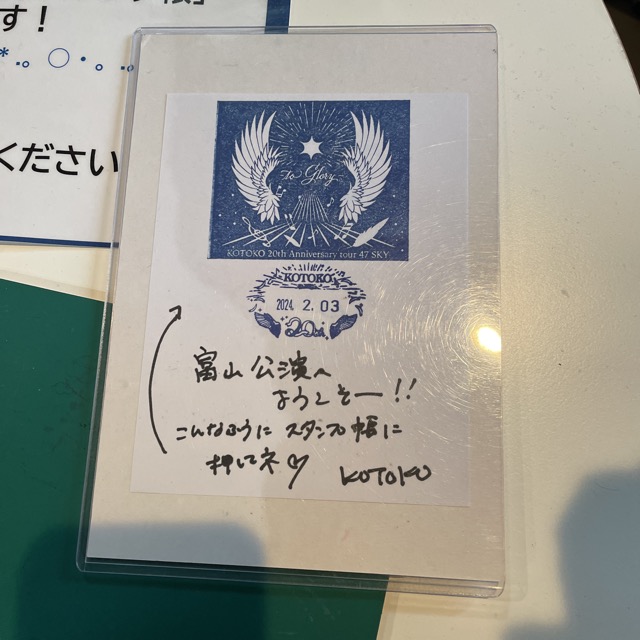 す!
ください
To Glory
KOTOKO 20th Anniversary tour 47 SKY
KOTOKO
2024. 2. 03
20th
富山公演へ
ようこそー!!
こんなふうに スタンプ帳に
押してネ♡
KOTOKO